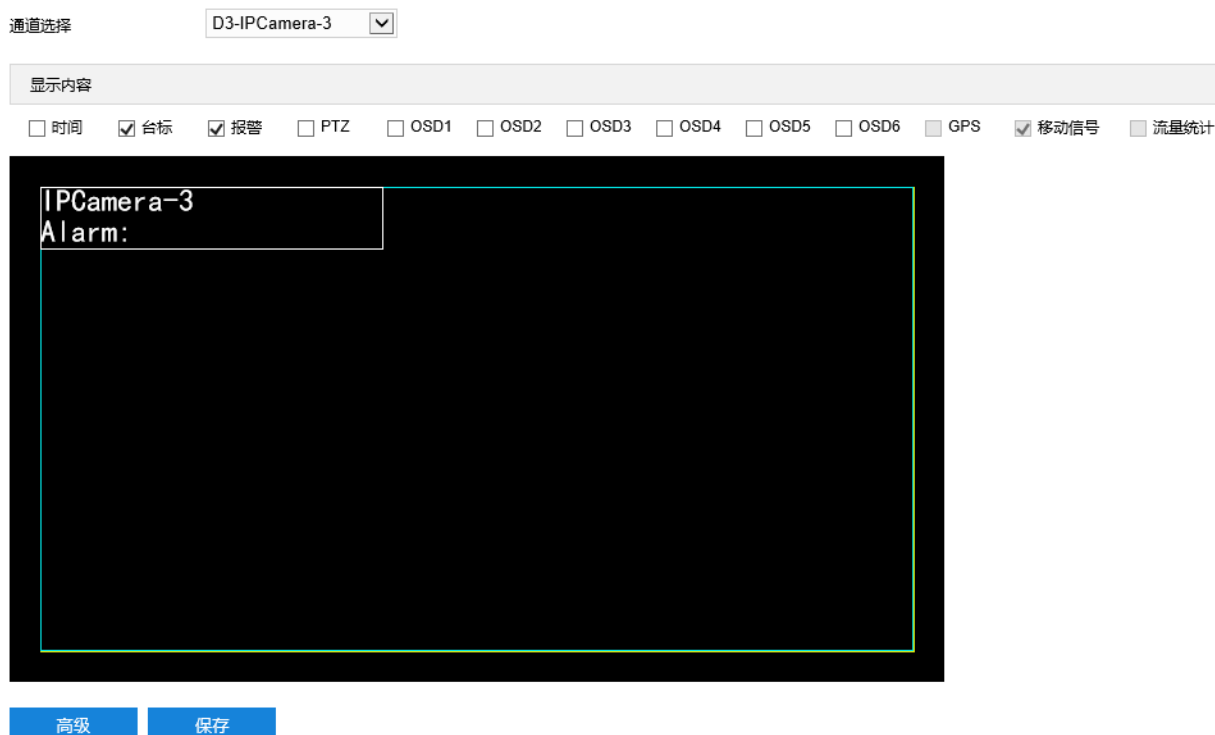 通道选择 D3-IPCamera-3
显示内容
时间 台标 报警 PTZ OSD1 OSD2 OSD3 OSD4 OSD5 OSD6 GPS 移动信号 流量统计
IPCamera-3
Alarm:
高级 保存